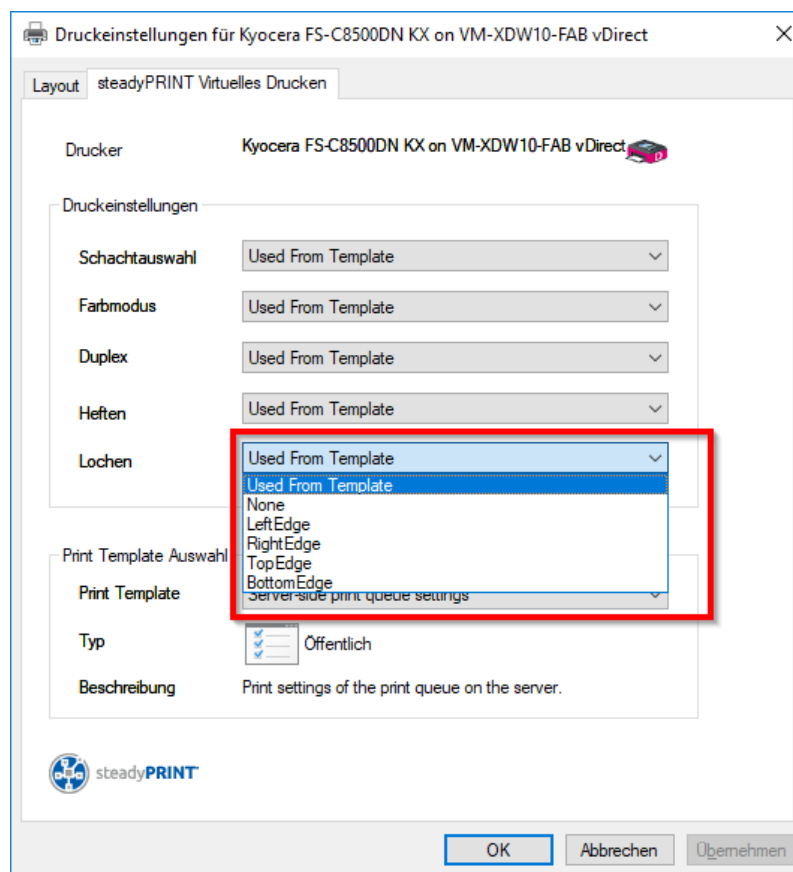 Druckeinstellungen für Kyocera FS-C8500DN KX on VM-XDW10-FAB vDirect
Layout steadyPRINT Virtuelles Drucken
Drucker Kyocera FS-C8500DN KX on VM-XDW10-FAB vDirect
Druckeinstellungen
Schachtauswahl Used From Template
Farbmodus Used From Template
Duplex Used From Template
Heften Used From Template
Lochen Used From Template
Used From Template
None
LeftEdge
RightEdge
TopEdge
BottomEdge
Print Template Auswahl
Print Template Server-side print queue settings
Typ Öffentlich
Beschreibung Print settings of the print queue on the server.
steadyPRINT
OK Abbrechen Übernehmen